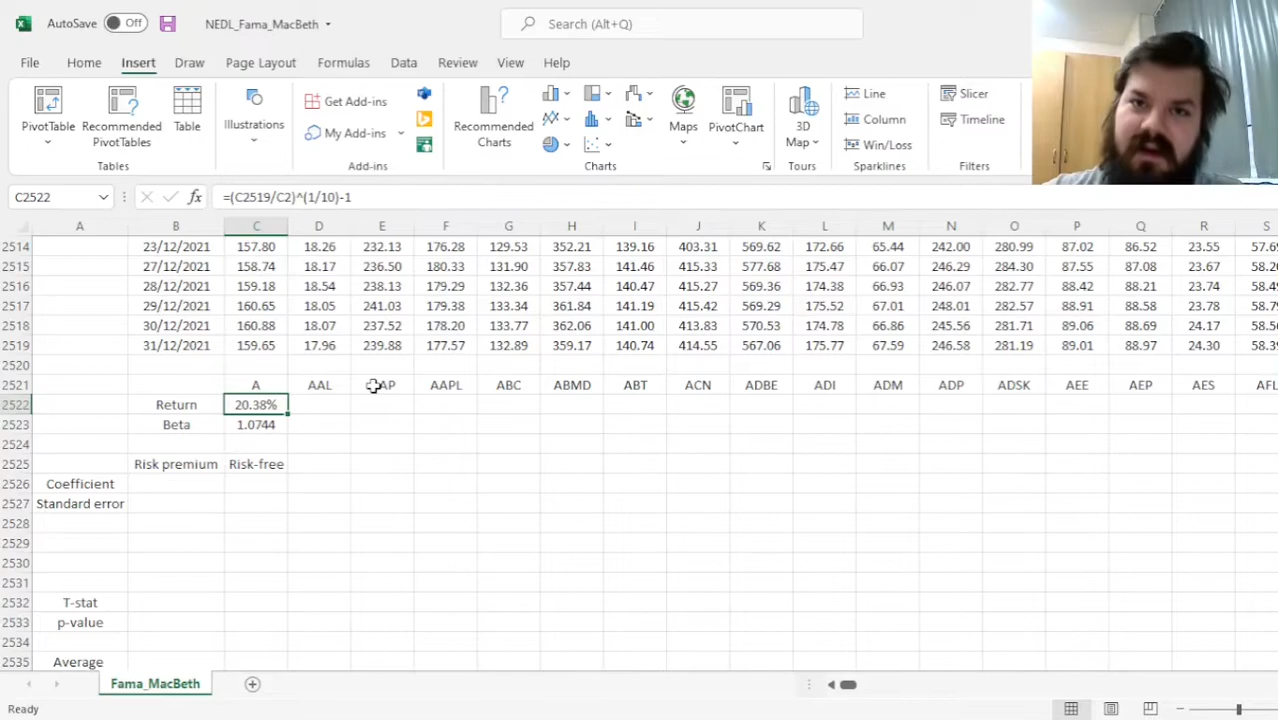 AutoSave Off NEDL_Fama_MacBeth Search (Alt+Q)
File Home Insert Draw Page Layout Formulas Data Review View Help
PivotTable Recommended PivotTables Table Illustrations Get Add-ins My Add-ins Recommended Charts Maps PivotChart 3D Map Line Column Win/Loss Slicer Timeline
Tables Add-ins Charts Tours Sparklines Filters
C2522 fx =(C2519/C2)^(1/10)-1
A B C D E F G H I J K L M N O P Q R S
2514 23/12/2021 157.80 18.26 232.13 176.28 129.53 352.21 139.16 403.31 569.62 172.66 65.44 242.00 280.99 87.02 86.52 23.55 57.69
2515 27/12/2021 158.74 18.17 236.50 180.33 131.90 357.83 141.46 415.33 577.68 175.47 66.07 246.29 284.30 87.55 87.08 23.67 58.20
2516 28/12/2021 159.18 18.54 238.13 179.29 132.36 357.44 140.47 415.27 569.36 174.38 66.93 246.07 282.77 88.42 88.21 23.74 58.49
2517 29/12/2021 160.65 18.05 241.03 179.38 133.34 361.84 141.19 415.42 569.29 175.52 67.01 248.01 282.57 88.91 88.58 23.78
2518 30/12/2021 160.88 18.07 237.52 178.20 133.77 362.06 141.00 413.83 570.53 174.78 66.86 245.56 281.71 89.06 88.69 24.17
2519 31/12/2021 159.65 17.96 239.88 177.57 132.89 359.17 140.74 414.55 567.06 175.77 67.59 246.58 281.19 89.01 88.97 24.30 58.39
2520
2521 A AAL AAP AAPL ABC ABMD ABT ACN ADBE ADI ADM ADP ADSK AEE AEP AES AFL
2522 Return 20.38%
2523 Beta 1.0744
2524
2525 Risk premium Risk-free
2526 Coefficient
2527 Standard error
2528
2529
2530
2531
2532 T-stat
2533 p-value
2534
2535 Average
Fama_MacBeth
Ready